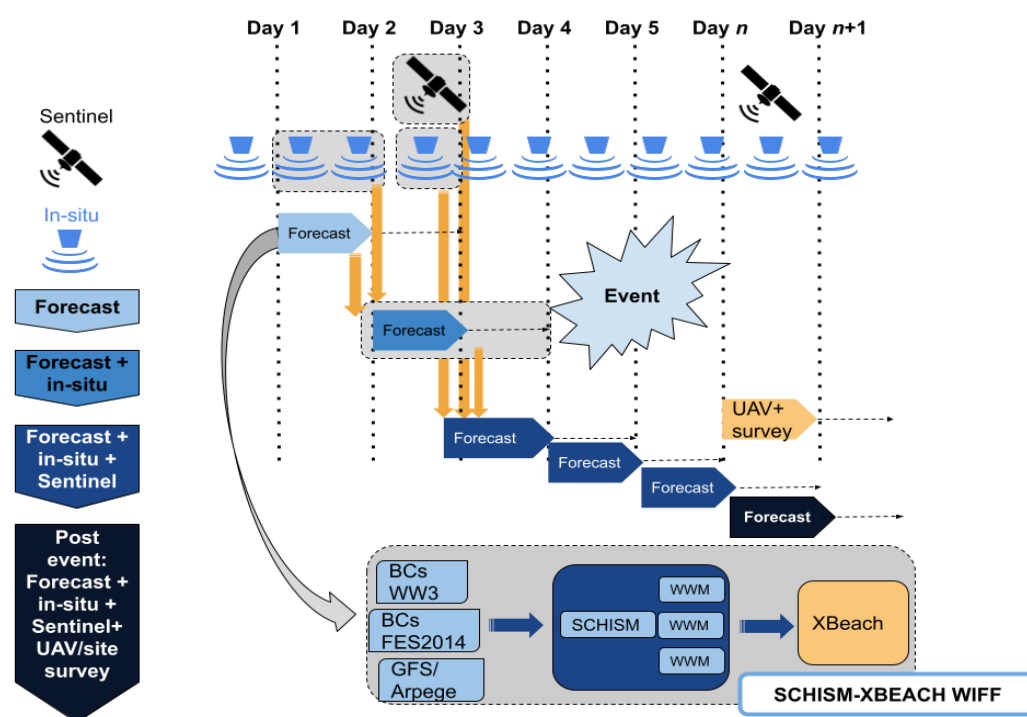 Day 1 Day 2 Day 3 Day 4 Day 5 Day n Day n+1
Sentinel
In-situ
Forecast
Forecast +
in-situ
Forecast +
in-situ +
Sentinel
Post
event:
Forecast +
in-situ +
Sentinel+
UAV/site
survey
Forecast
Forecast
Event
Forecast
Forecast
Forecast
UAV+
survey
Forecast
BCs
WW3
BCs
FES2014
GFS/
Arpege
SCHISM
WWM
WWM
WWM
XBeach
SCHISM-XBEACH WIFF